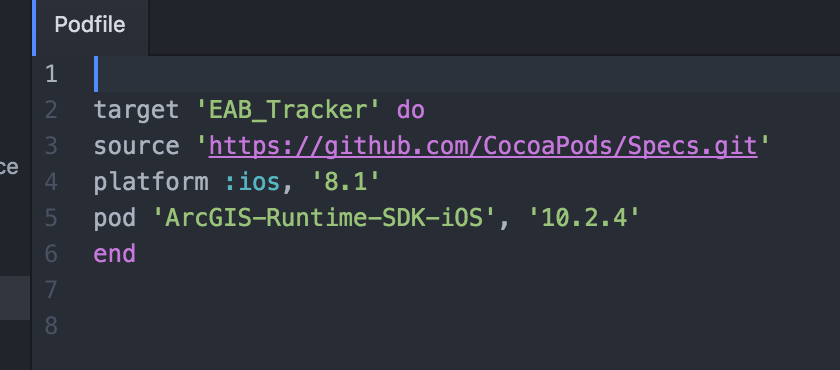 Podfile
1
2 target 'EAB_Tracker' do
3 source 'https://github.com/CocoaPods/Specs.git'
ce
4 platform :ios, '8.1'
5 pod 'ArcGIS-Runtime-SDK-iOS', '10.2.4'
6 end
7
8